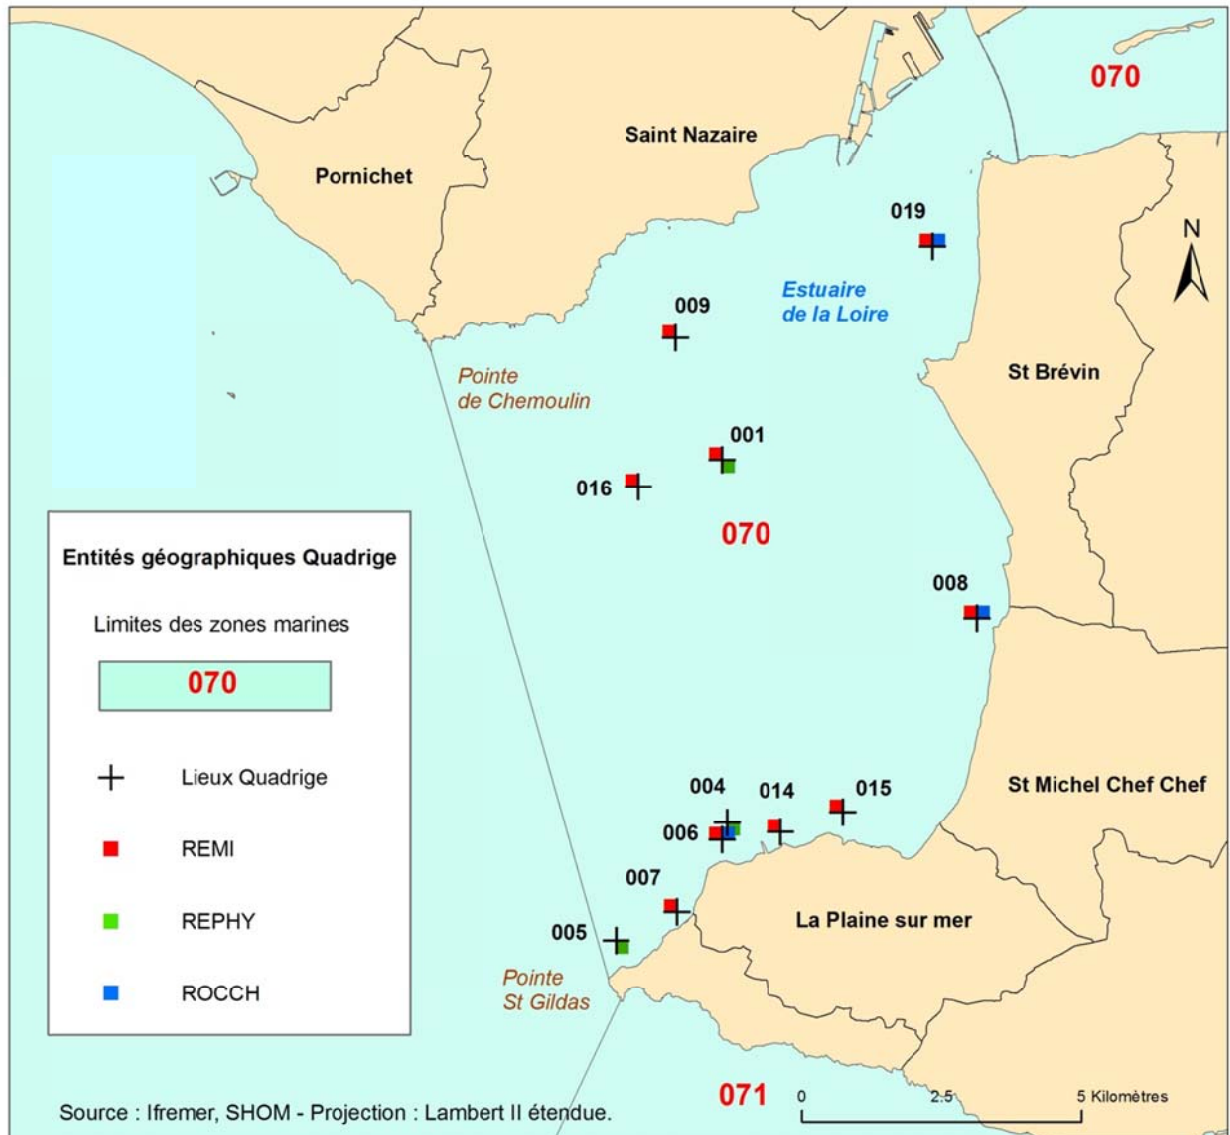 070
Saint Nazaire
Pornichet
019
N
Estuaire
de la Loire
009
St Brévin
Pointe
de Chemoulin
001
016
070
Entités géographiques Quadrige
008
Limites des zones marines
070
Lieux Quadrige
004
014
015
St Michel Chef Chef
006
REMI
007
La Plaine sur mer
REPHY
005
Pointe
St Gildas
ROCCH
071
0 2.5 5 Kilomètres
Source : Ifremer, SHOM - Projection : Lambert II étendue.